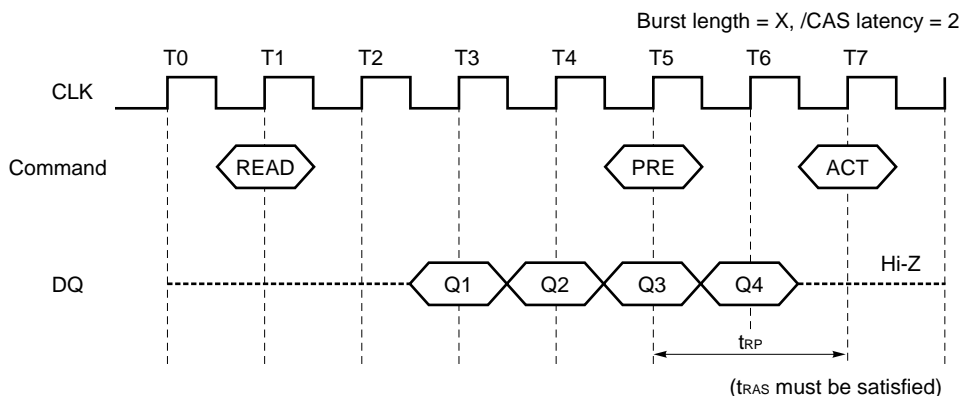 Burst length = X, /CAS latency = 2
T0 T1 T2 T3 T4 T5 T6 T7
CLK
Command READ PRE ACT
Hi-Z
DQ Q1 Q2 Q3 Q4
tRP
(tRAS must be satisfied)